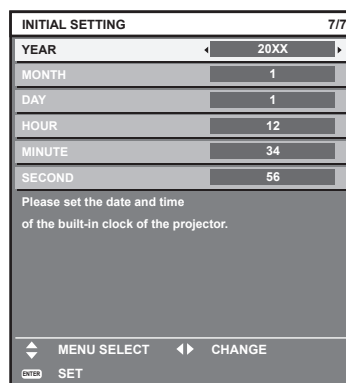 INITIAL SETTING 7/7
YEAR 20XX
MONTH 1
DAY 1
HOUR 12
MINUTE 34
SECOND 56
Please set the date and time
of the built-in clock of the projector.
MENU SELECT CHANGE
ENTER SET